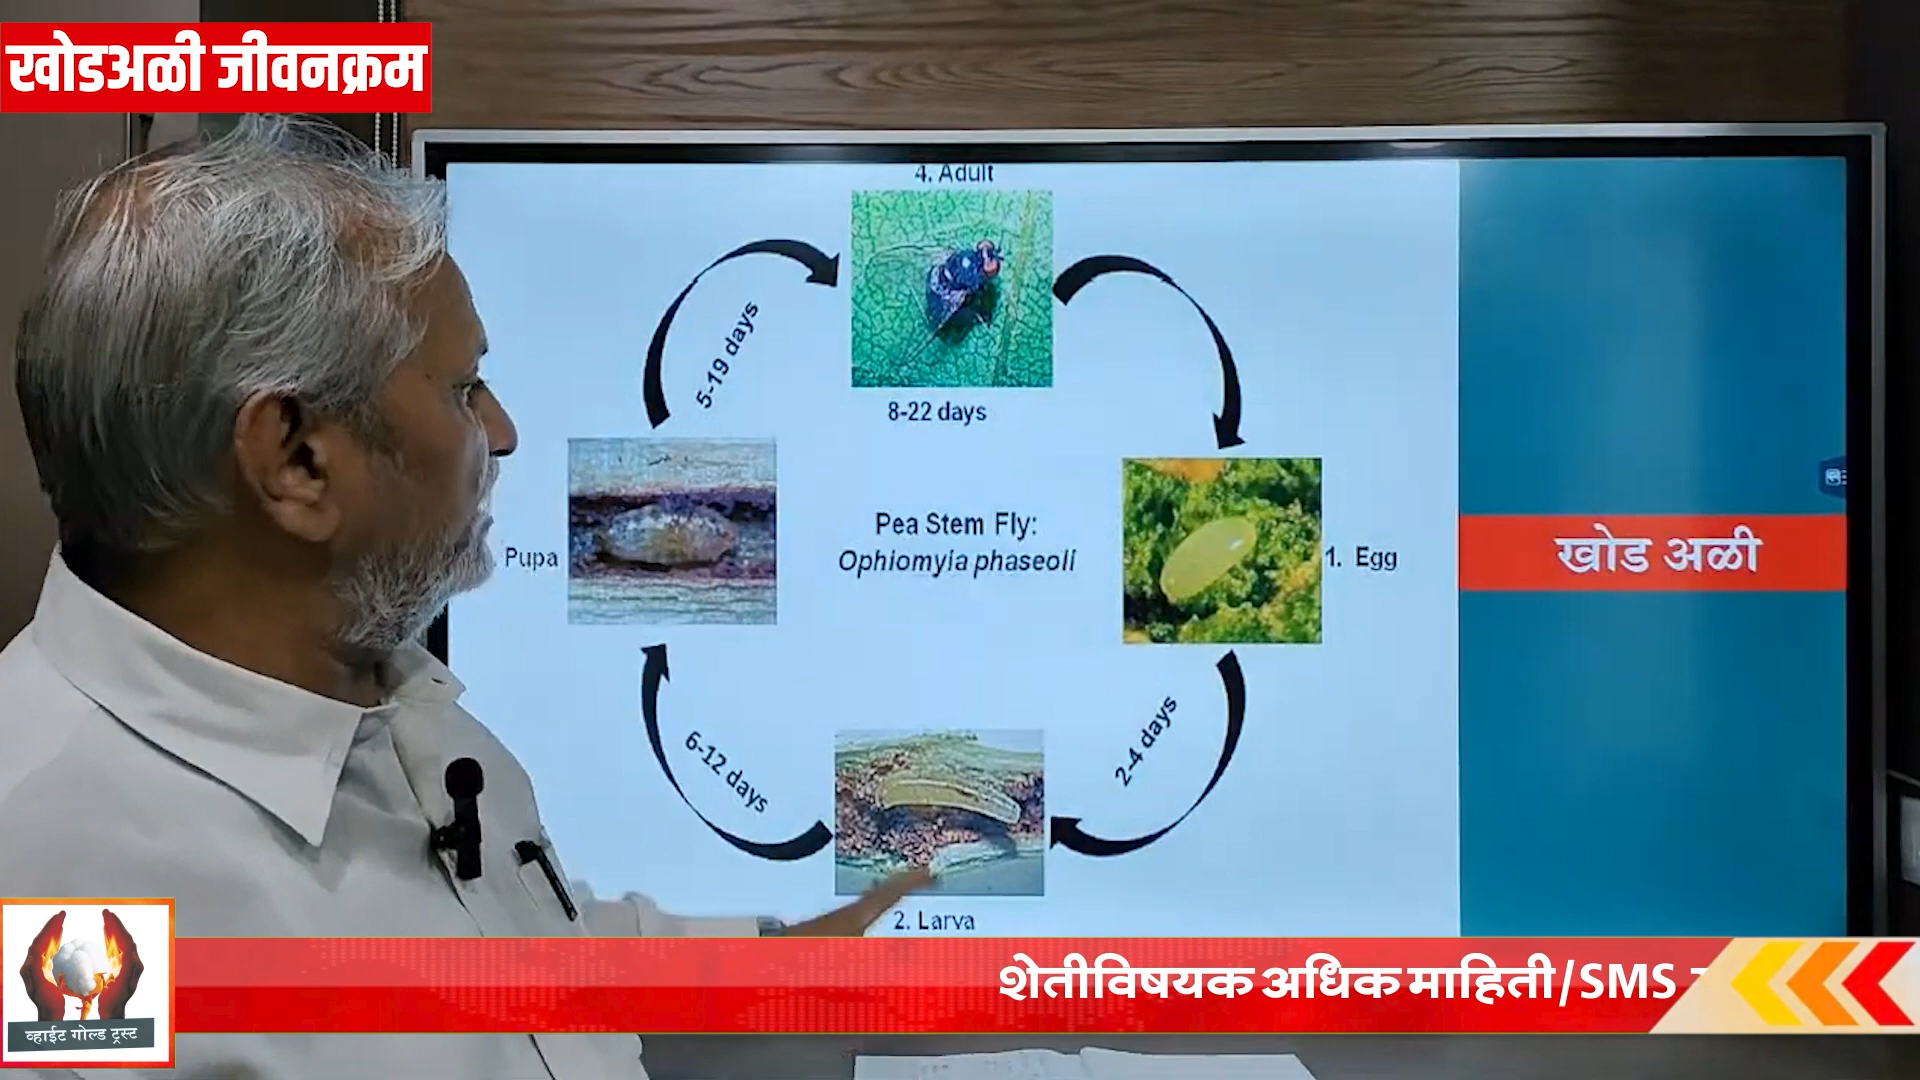 खोडअळी जीवनक्रम
4. Adult
5-19 days
8-22 days
Pea Stem Fly:
Ophiomyia phaseoli
Pupa
1. Egg
खोड अळी
6-12 days
2-4 days
2. Larva
शेतीविषयक अधिक माहिती/SMS
व्हाईट गोल्ड ट्रस्ट